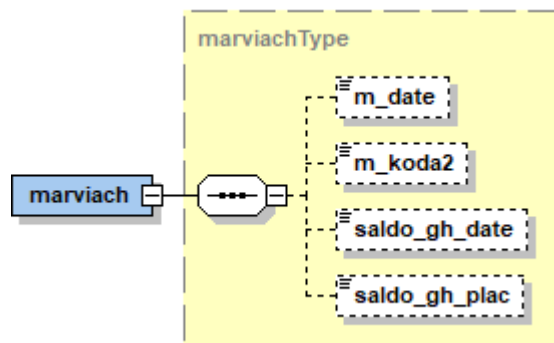 marviachType
m_date
m_koda2
marviach
saldo_gh_date
saldo_gh_plac